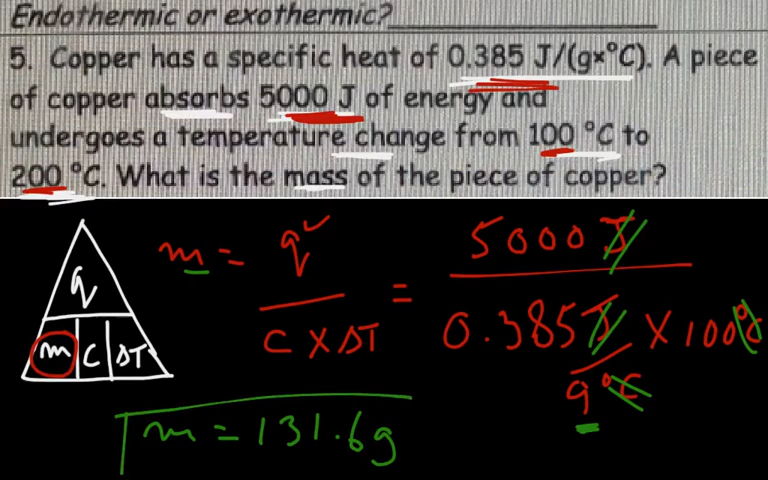 Endothermic or exothermic?
5. Copper has a specific heat of 0.385 J/(g×°C). A piece
of copper absorbs 5000 J of energy and
undergoes a temperature change from 100 °C to
200 °C. What is the mass of the piece of copper?
q
m C ΔT
m = q / C X ΔT = 5000 J / 0.385 J / g °C X 100
m = 131.6g